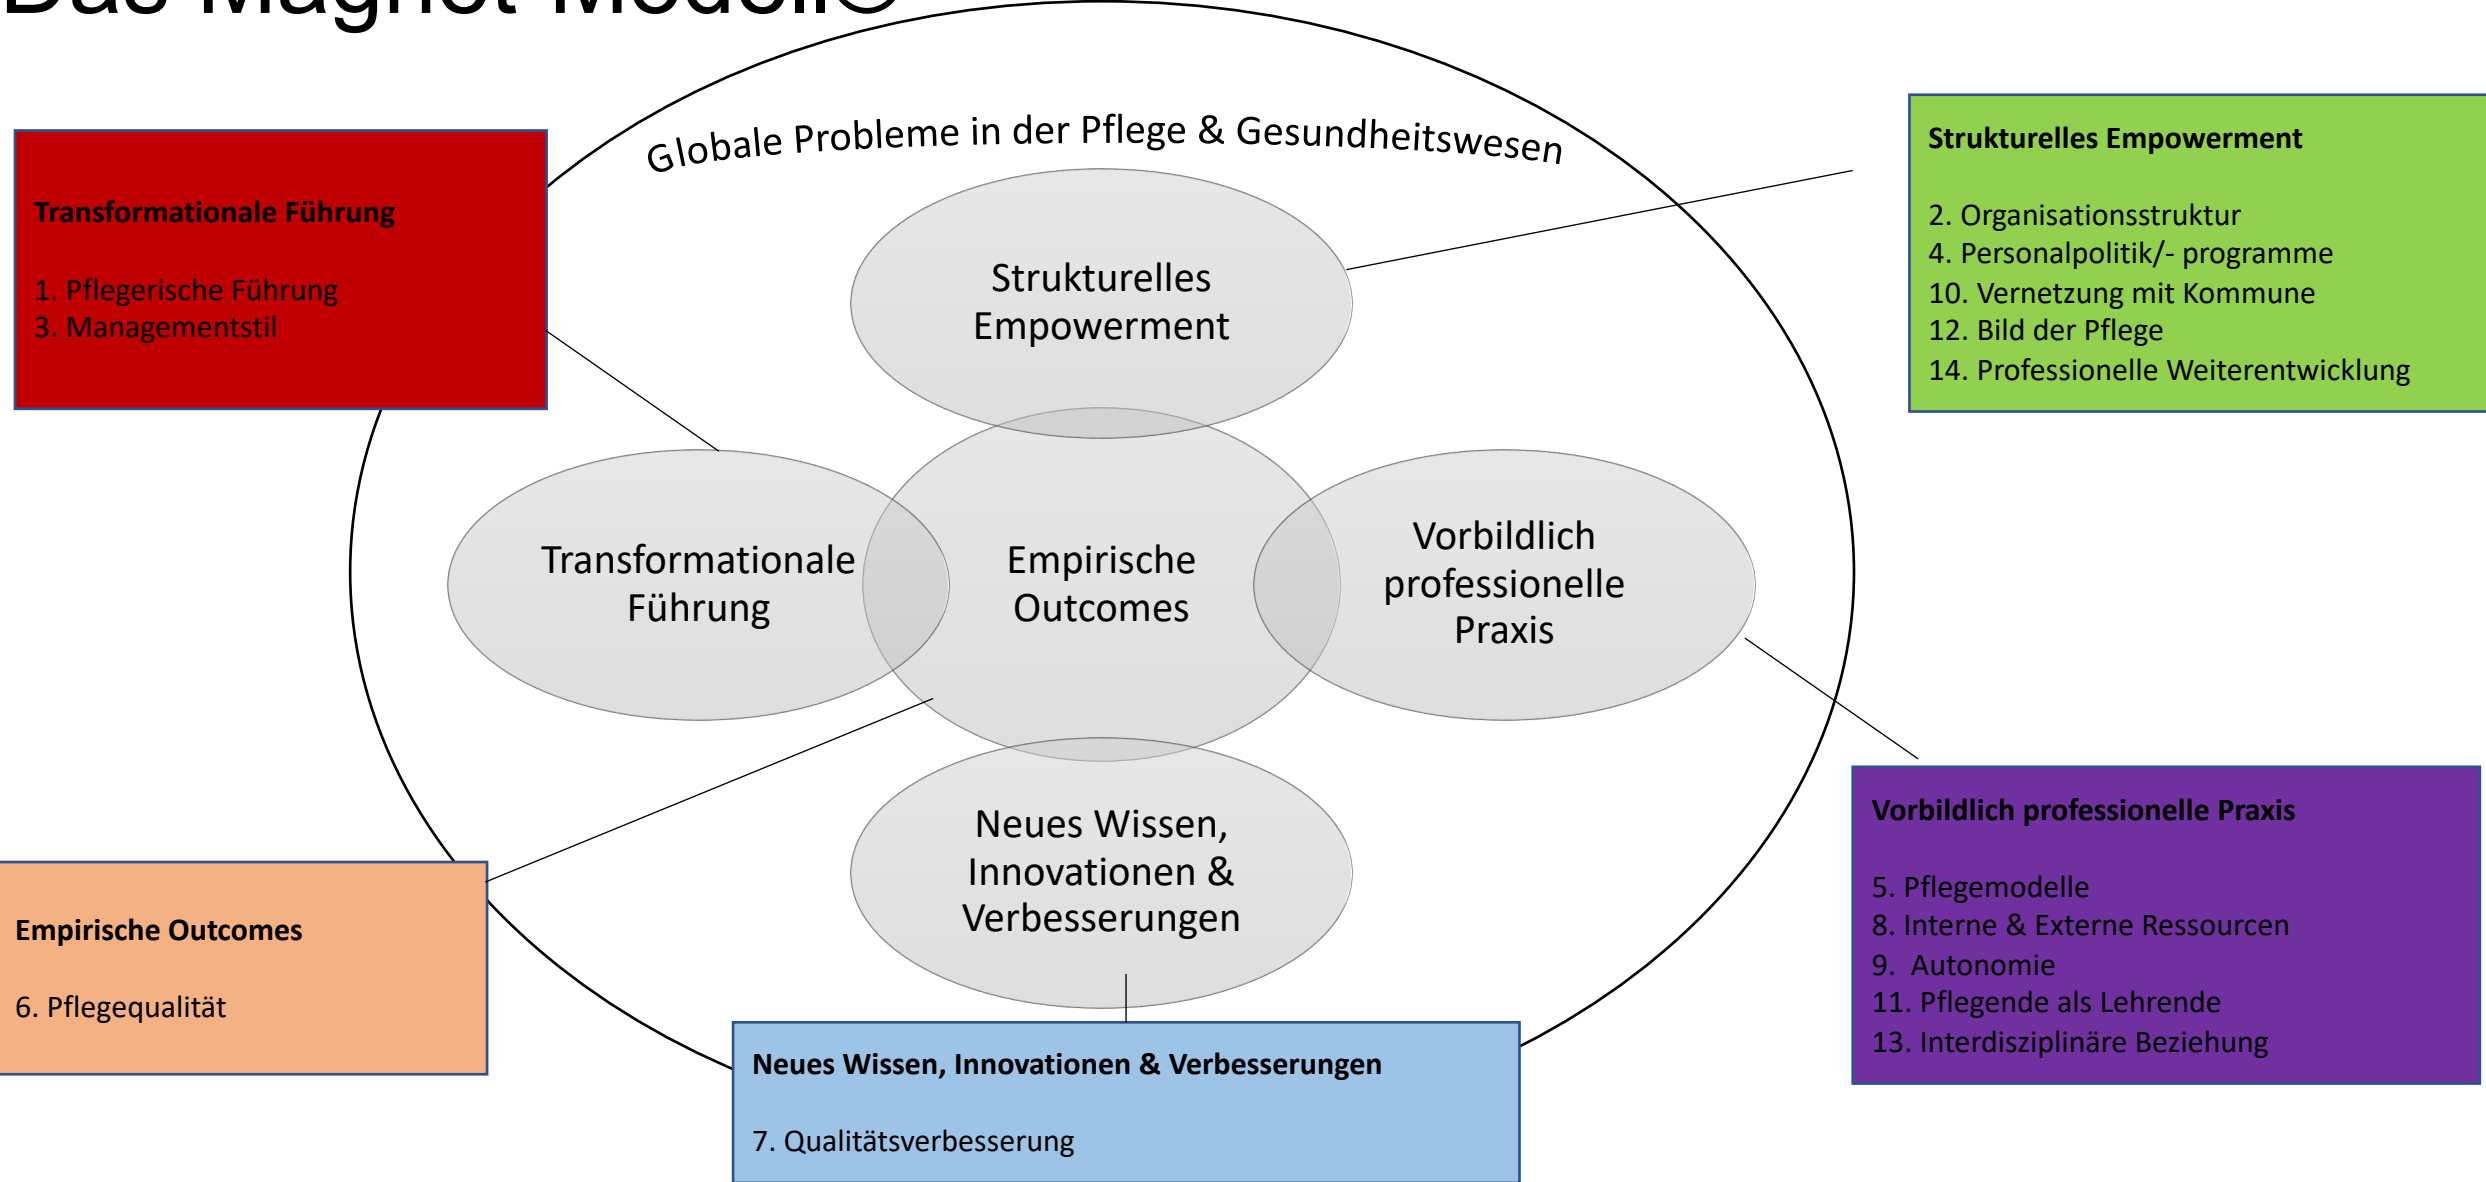 Das Magnet-Modell©
Globale Probleme in der Pflege & Gesundheitswesen
Transformationale Führung
1. Pflegerische Führung
3. Managementstil
Strukturelles Empowerment
2. Organisationsstruktur
4. Personalpolitik/- programme
10. Vernetzung mit Kommune
12. Bild der Pflege
14. Professionelle Weiterentwicklung
Strukturelles
Empowerment
Transformationale
Führung
Empirische
Outcomes
Vorbildlich
professionelle
Praxis
Neues Wissen,
Innovationen &
Verbesserungen
Vorbildlich professionelle Praxis
5. Pflegemodelle
8. Interne & Externe Ressourcen
9.  Autonomie
11. Pflegende als Lehrende
13. Interdisziplinäre Beziehung
Empirische Outcomes
6. Pflegequalität
Neues Wissen, Innovationen & Verbesserungen
7. Qualitätsverbesserung